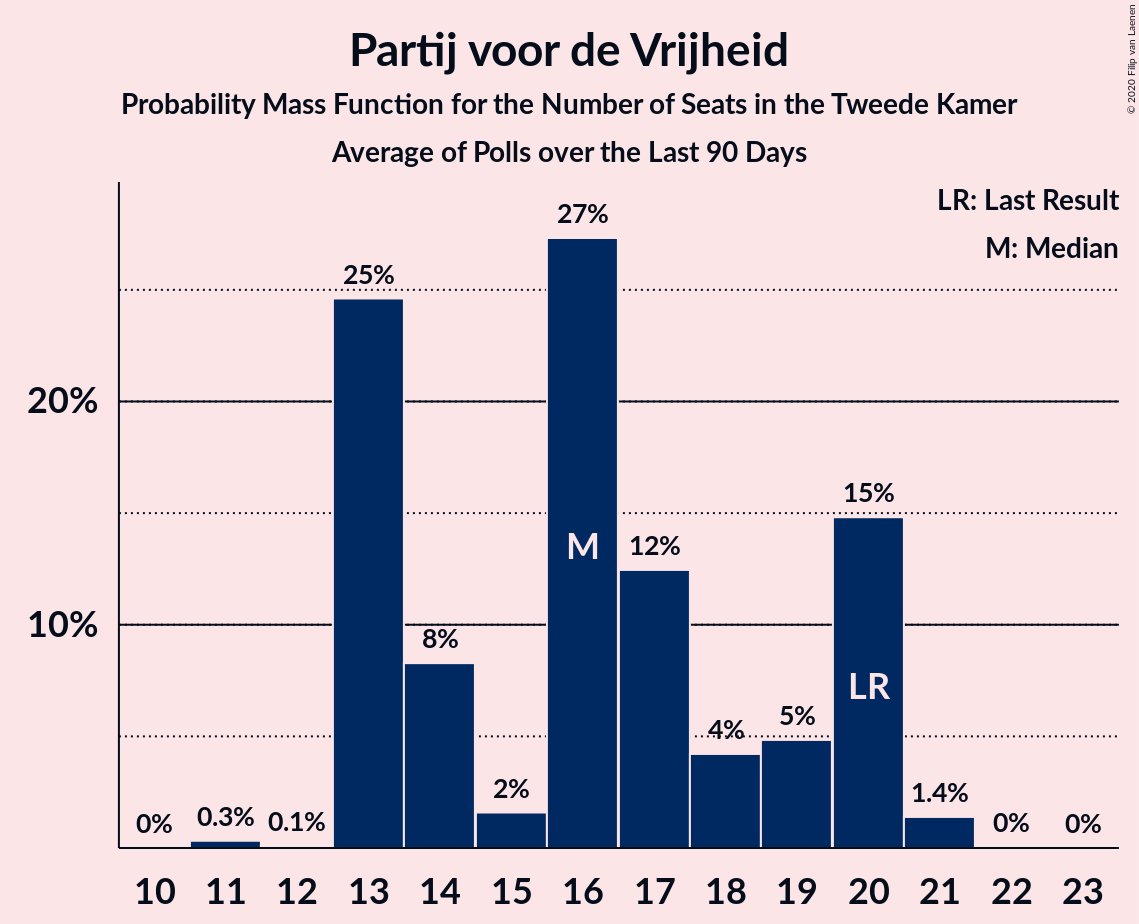 Partij voor de Vrijheid
Probability Mass Function for the Number of Seats in the Tweede Kamer
Average of Polls over the Last 90 Days
© 2020 Filip van Laenen
LR: Last Result
M: Median
20%
10%
0%
0.3%
0.1%
25%
8%
2%
27%
12%
4%
5%
15%
1.4%
0%
0%
M
LR
10 11 12 13 14 15 16 17 18 19 20 21 22 23